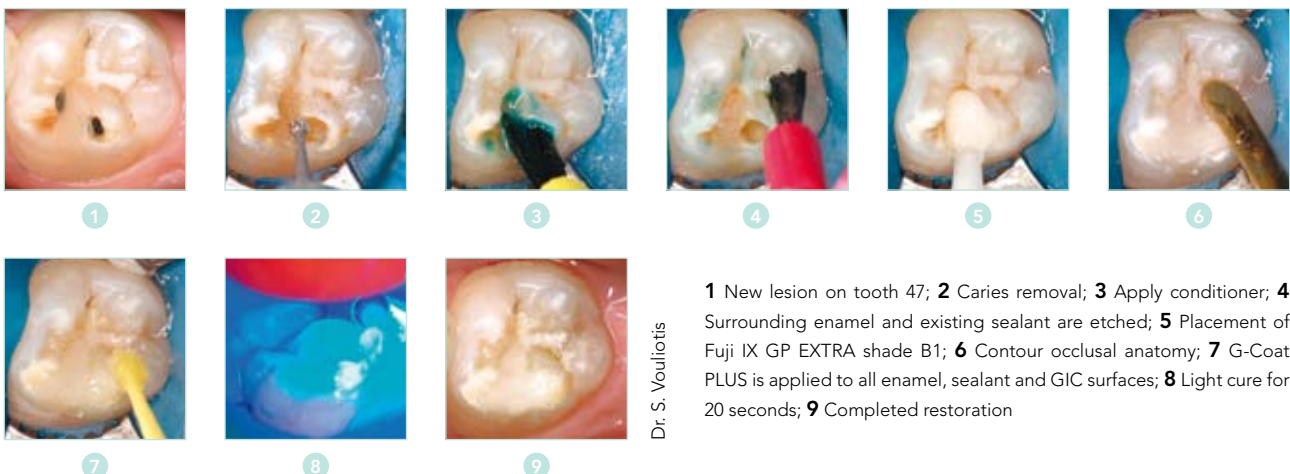 1
2
3
4
5
6
7
8
9
Dr. S. Vouliotis
1 New lesion on tooth 47; 2 Caries removal; 3 Apply conditioner; 4
Surrounding enamel and existing sealant are etched; 5 Placement of
Fuji IX GP EXTRA shade B1; 6 Contour occlusal anatomy; 7 G-Coat
PLUS is applied to all enamel, sealant and GIC surfaces; 8 Light cure for
20 seconds; 9 Completed restoration